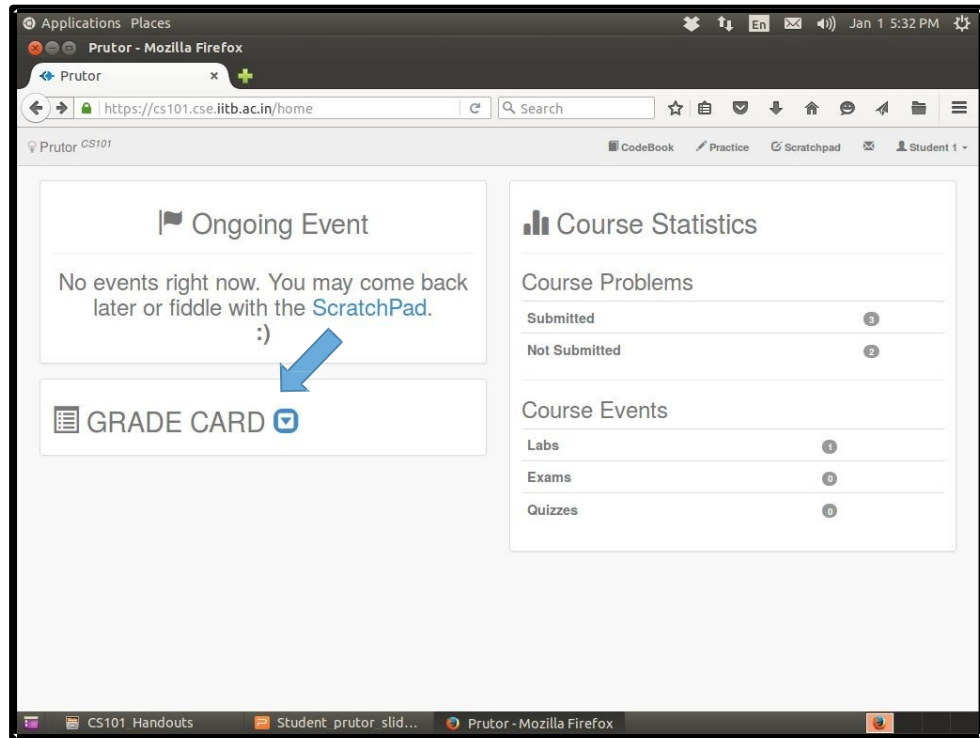 Applications Places
En
Jan 1 5:32 PM
Prutor - Mozilla Firefox
Prutor
https://cs101.cse.iitb.ac.in/home
Search
Prutor CS101
CodeBook
Practice
Scratchpad
Student 1
Ongoing Event
No events right now. You may come back
later or fiddle with the ScratchPad.
:)
GRADE CARD
Course Statistics
Course Problems
Submitted 3
Not Submitted 2
Course Events
Labs 1
Exams 0
Quizzes 0
CS101 Handouts
Student prutor slid...
Prutor - Mozilla Firefox